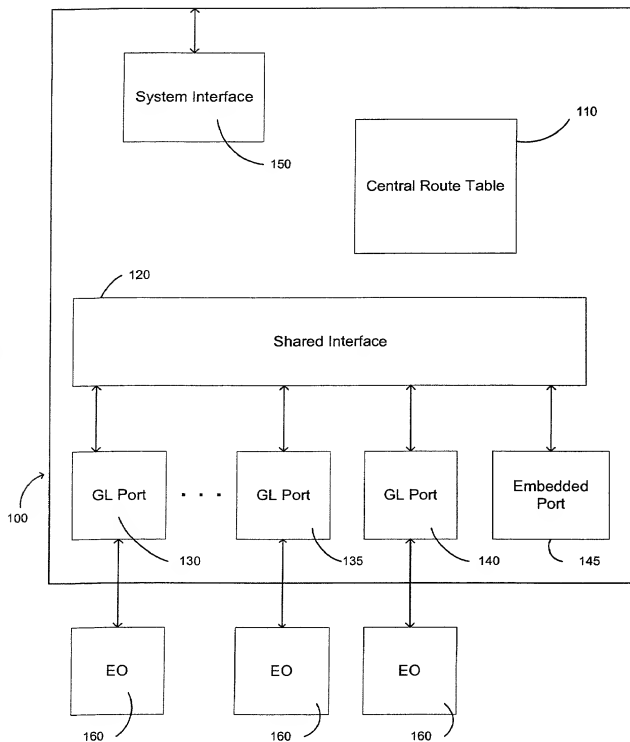 System Interface
150
110
Central Route Table
120
Shared Interface
100
GL Port
130
. . .
GL Port
135
GL Port
140
Embedded
Port
145
EO
160
EO
160
EO
160